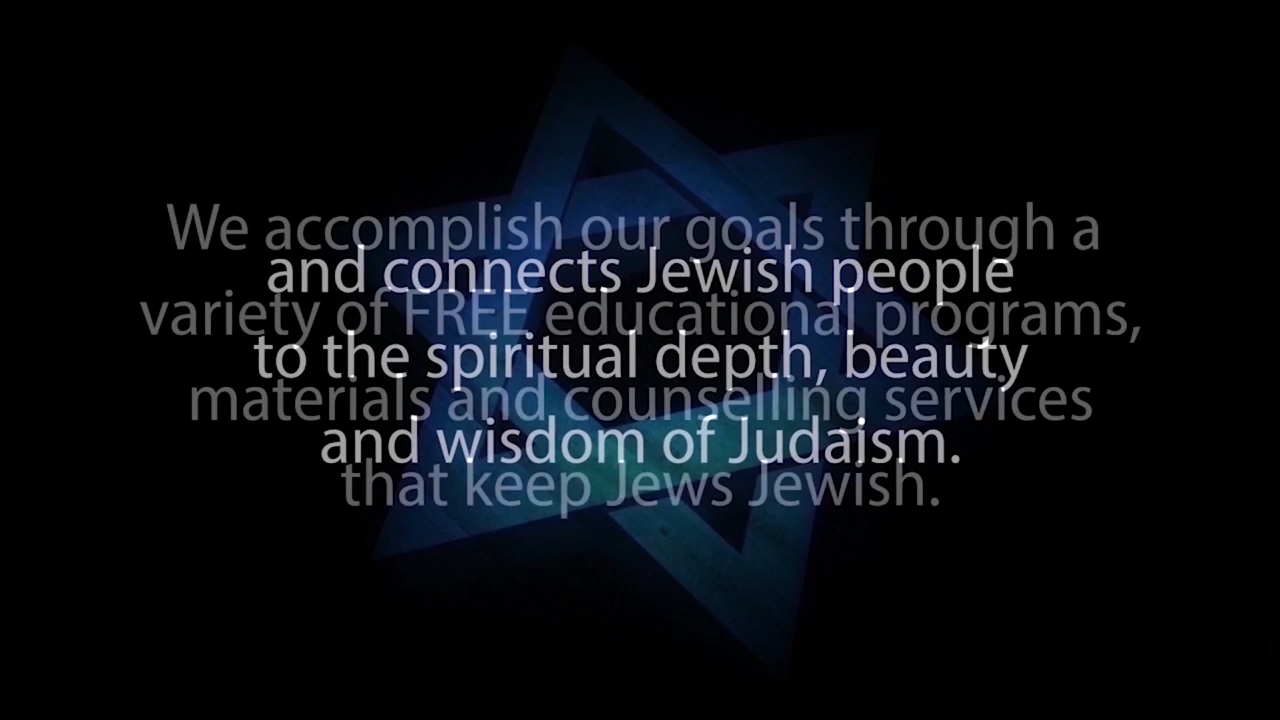 We accomplish our goals through a
and connects Jewish people
variety of FREE educational programs,
to the spiritual depth, beauty
materials and counselling services
and wisdom of Judaism.
that keep Jews Jewish.